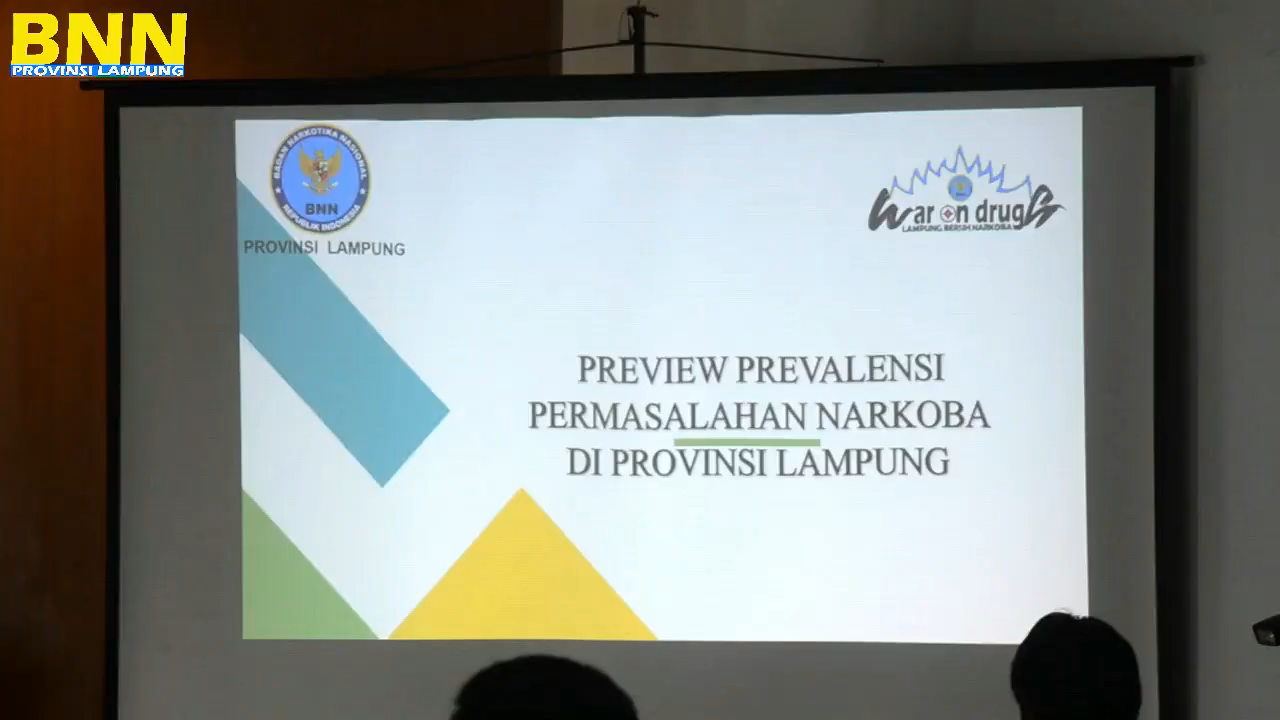 BNN
PROVINSI LAMPUNG
BADAN NARKOTIKA NASIONAL
BNN
REPUBLIK INDONESIA
PROVINSI LAMPUNG
War on drugs
LAMPUNG BERSIH NARKOBA
PREVIEW PREVALENSI
PERMASALAHAN NARKOBA
DI PROVINSI LAMPUNG